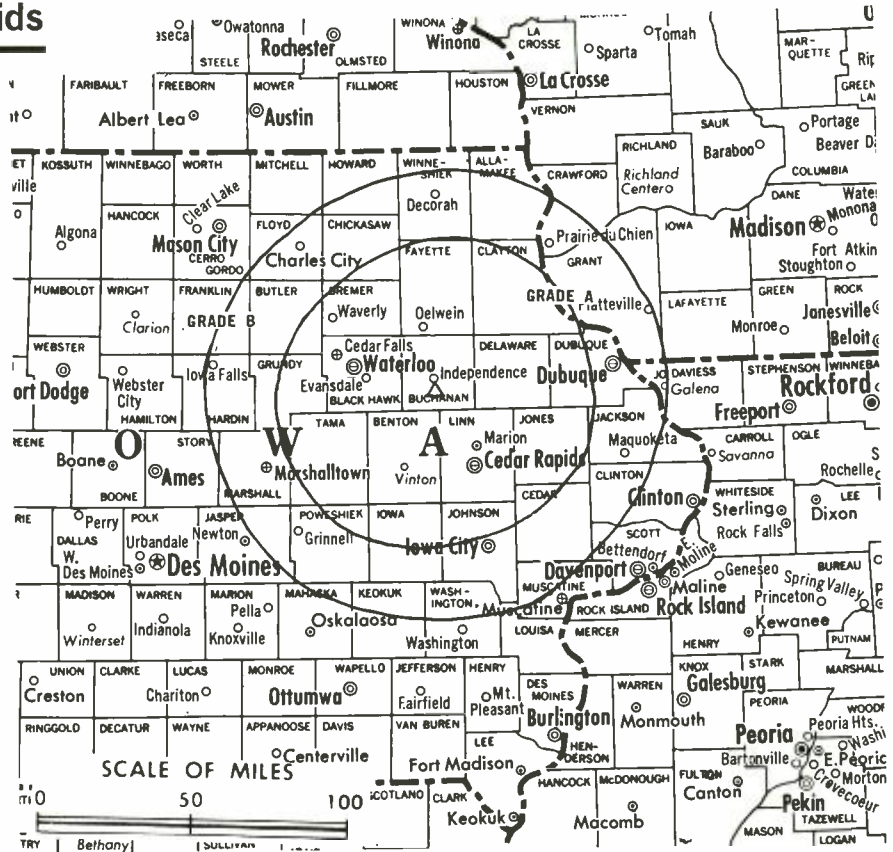 ids
Owatonna
Rochester
WINONA
Winona
LA
CROSSE
Tomah
Sparta
MAR-
QUETTE
STEELE
OLMSTED
La Crosse
FARIBAULT
FREEBORN
MOWER
FILLMORE
HOUSTON
VERNON
Albert Lea
Austin
SAUK
Portage
Baraboo
Beaver
RICHLAND
Richland
Center
COLUMBIA
KOSSUTH
WINNEBAGO
WORTH
MITCHELL
HOWARD
WINNE-
SHIEK
ALLA-
MAKEE
CRAWFORD
DANE
ville
Clear Lake
Decorah
Madison
Monona
HANCOCK
FLOYD
CHICKASAW
IOWA
Algona
Mason City
CERRO
GORDO
Charles City
FAYETTE
CLAYTON
Prairie du Chien
GRANT
Fort Atkin
Stoughton
HUMBOLDT
WRIGHT
FRANKLIN
BUTLER
BREMER
GRADE A
Platteville
LAFAYETTE
GREEN
ROCK
GRADE B
Waverly
Oelwein
Clarion
Monroe
Janesville
Beloit
WEBSTER
Cedar Falls
Waterloo
DELAWARE
DUBUQUE
Dubuque
JO DAVIESS
STEPHENSON
WINNEBA
ort Dodge
Webster
City
Iowa Falls
GRUNDY
Evansdale
Independence
Galena
Rockford
HAMILTON
HARDIN
BLACK HAWK
BUCHANAN
Freeport
TAMA
BENTON
LINN
JONES
JACKSON
CARROLL
OGLE
O
W
A
STORY
Marion
Maquoketa
Savanna
Boane
Ames
Marshalltown
Vinton
Cedar Rapids
Rochelle
BOONE
MARSHALL
CEDAR
CLINTON
Clinton
WHITESIDE
LEE
Sterling
Dixon
Rock Falls
Perry
POLK
JASPER
POWESHIEK
IOWA
JOHNSON
SCOTT
DALLAS
Urbandale
Newton
Grinnell
Iowa City
Bettendorf
E.
Moline
W.
Des Moines
Des Moines
Davenport
Geneseo
BUREAU
Maline
Spring Valley
Princeton
MADISON
WARREN
MARION
MAHASKA
KEOKUK
WASH-
INGTON
MUSCATINE
Muscatine
ROCK ISLAND
Rock Island
Pella
Oskaloosa
Kewanee
Winterset
Indianola
Knoxville
Washington
LOUISA
MERCER
HENRY
PUTNAM
UNION
CLARKE
LUCAS
MONROE
WAPELLO
JEFFERSON
HENRY
KNOX
STARK
MARSHALL
Creston
Chariton
Ottumwa
Fairfield
Mt.
Pleasant
DES
MOINES
WARREN
Galesburg
PEORIA
RINGGOLD
DECATUR
WAYNE
APPANOOSE
DAVIS
VAN BUREN
Burlington
Monmouth
WOODF
Peoria
Peoria Hts.
Washi
LEE
Centerville
HEN-
DERSON
Bartonville
E.Peoric
SCALE OF MILES
Fort Madison
HANCOCK
McDONOUGH
FULTON
Canton
Morton
Crevecoeur
0
50
100
SCOTLAND
CLARK
Keokuk
Macomb
Pekin
TAZEWELL
MASON
LOGAN
TRY
Bethany
SULLIVAN